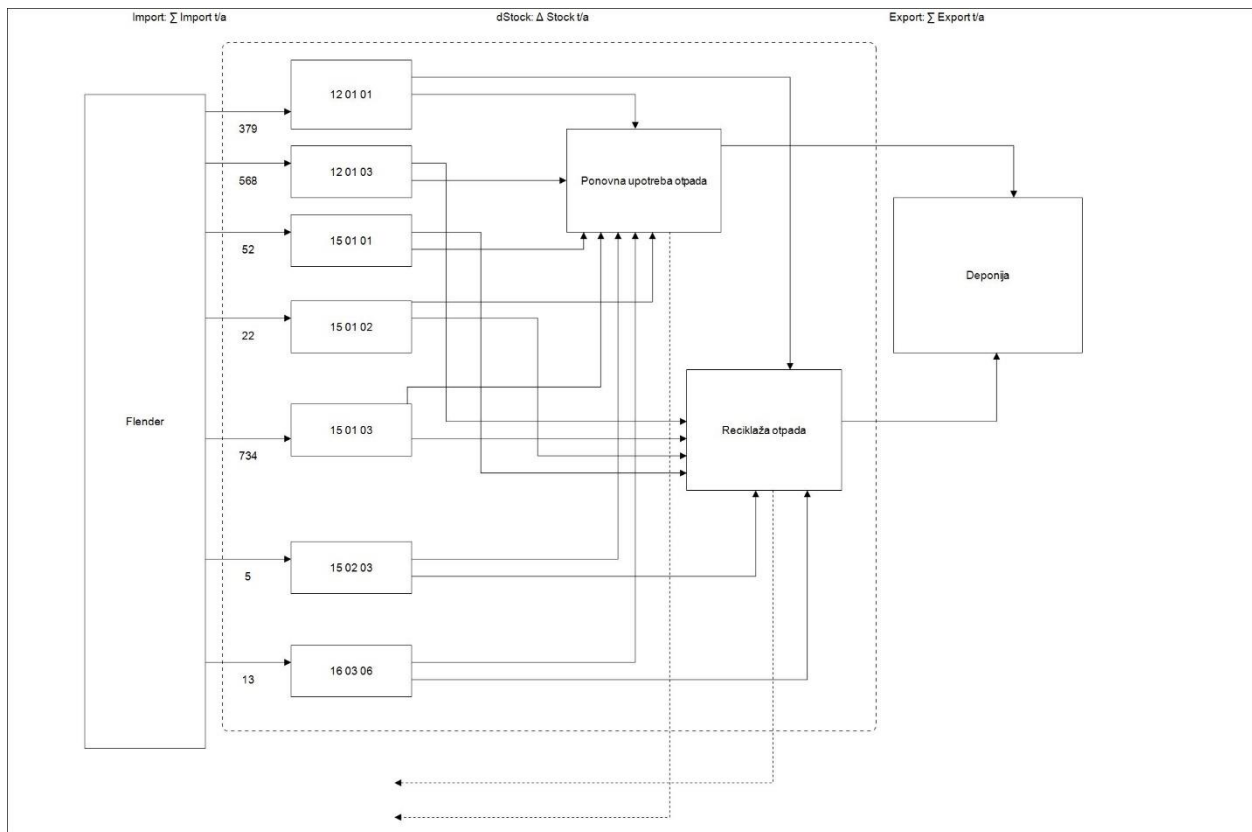 Import: ∑ Import t/a
dStock: Δ Stock t/a
Export: ∑ Export t/a
12 01 01
379
12 01 03
568
Ponovna upotreba otpada
15 01 01
52
Deponija
15 01 02
22
Flender
15 01 03
734
Reciklaža otpada
15 02 03
5
16 03 06
13